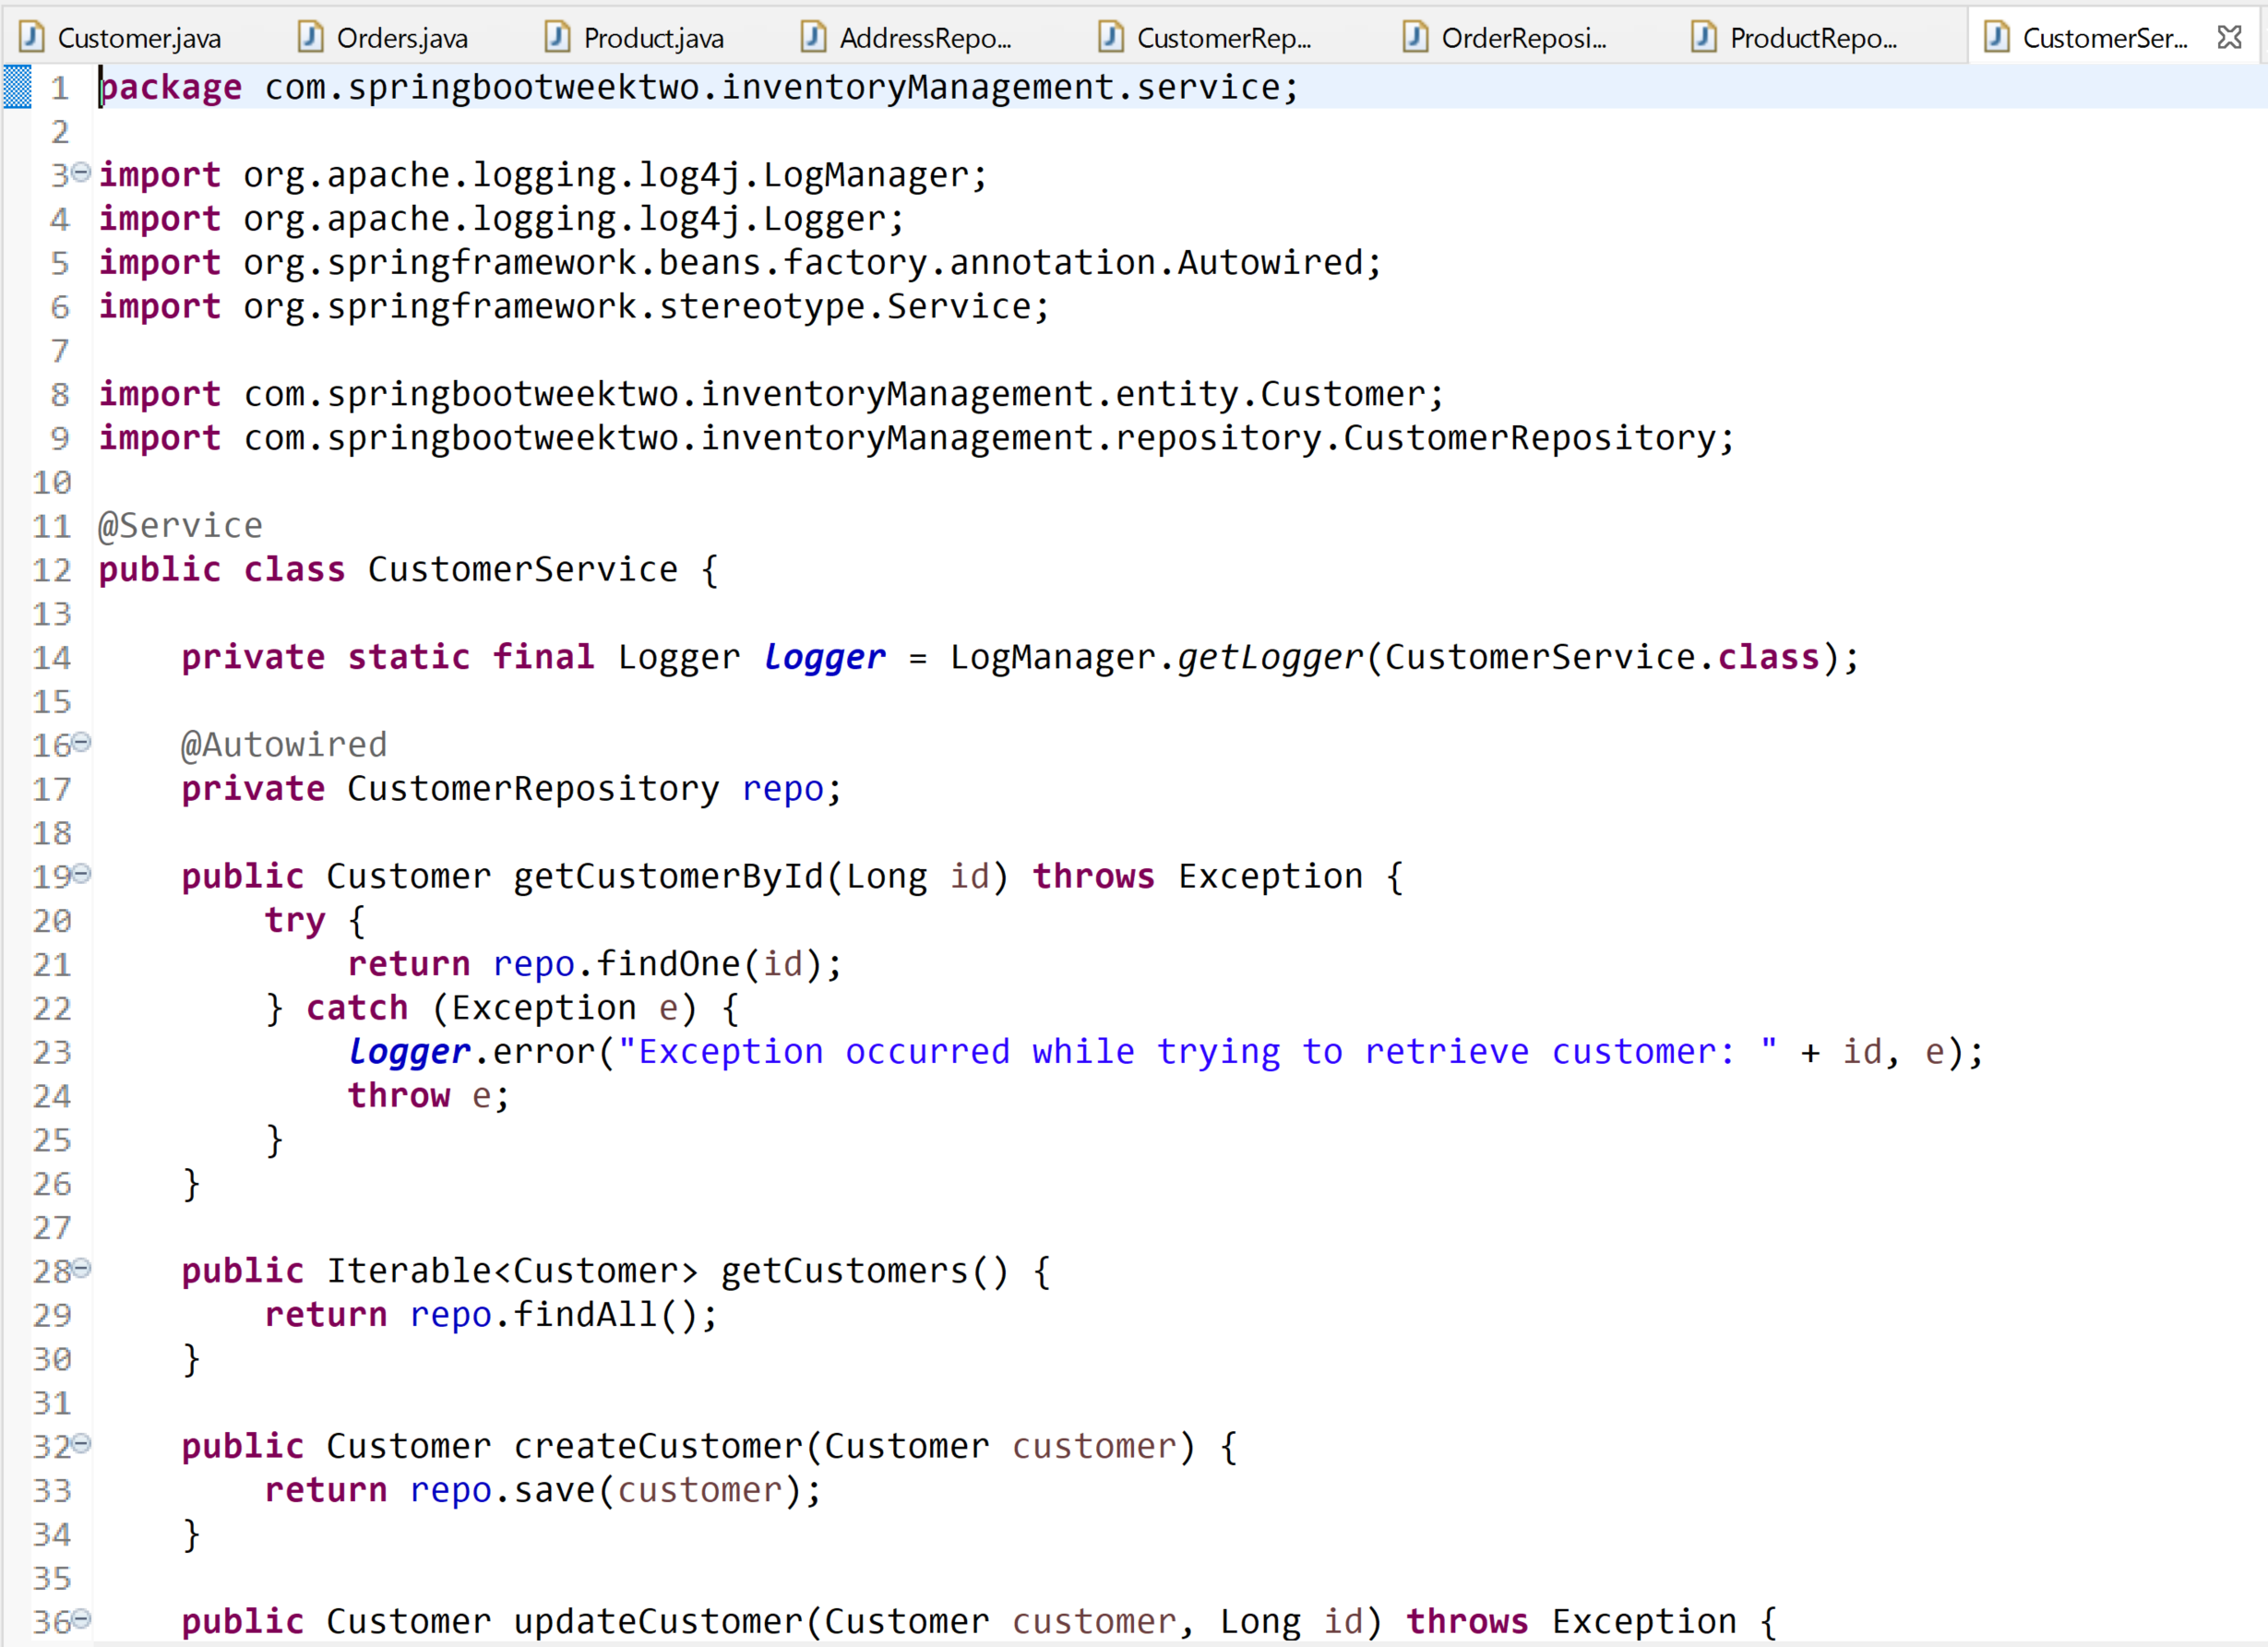 Customer.java Orders.java Product.java AddressRepo... CustomerRep... OrderReposi... ProductRepo... CustomerSer...
1 package com.springbootweektwo.inventoryManagement.service;
2
3 import org.apache.logging.log4j.LogManager;
4 import org.apache.logging.log4j.Logger;
5 import org.springframework.beans.factory.annotation.Autowired;
6 import org.springframework.stereotype.Service;
7
8 import com.springbootweektwo.inventoryManagement.entity.Customer;
9 import com.springbootweektwo.inventoryManagement.repository.CustomerRepository;
10
11 @Service
12 public class CustomerService {
13
14     private static final Logger logger = LogManager.getLogger(CustomerService.class);
15
16     @Autowired
17     private CustomerRepository repo;
18
19     public Customer getCustomerById(Long id) throws Exception {
20         try {
21             return repo.findOne(id);
22         } catch (Exception e) {
23             logger.error("Exception occurred while trying to retrieve customer: " + id, e);
24             throw e;
25         }
26     }
27
28     public Iterable<Customer> getCustomers() {
29         return repo.findAll();
30     }
31
32     public Customer createCustomer(Customer customer) {
33         return repo.save(customer);
34     }
35
36     public Customer updateCustomer(Customer customer, Long id) throws Exception {